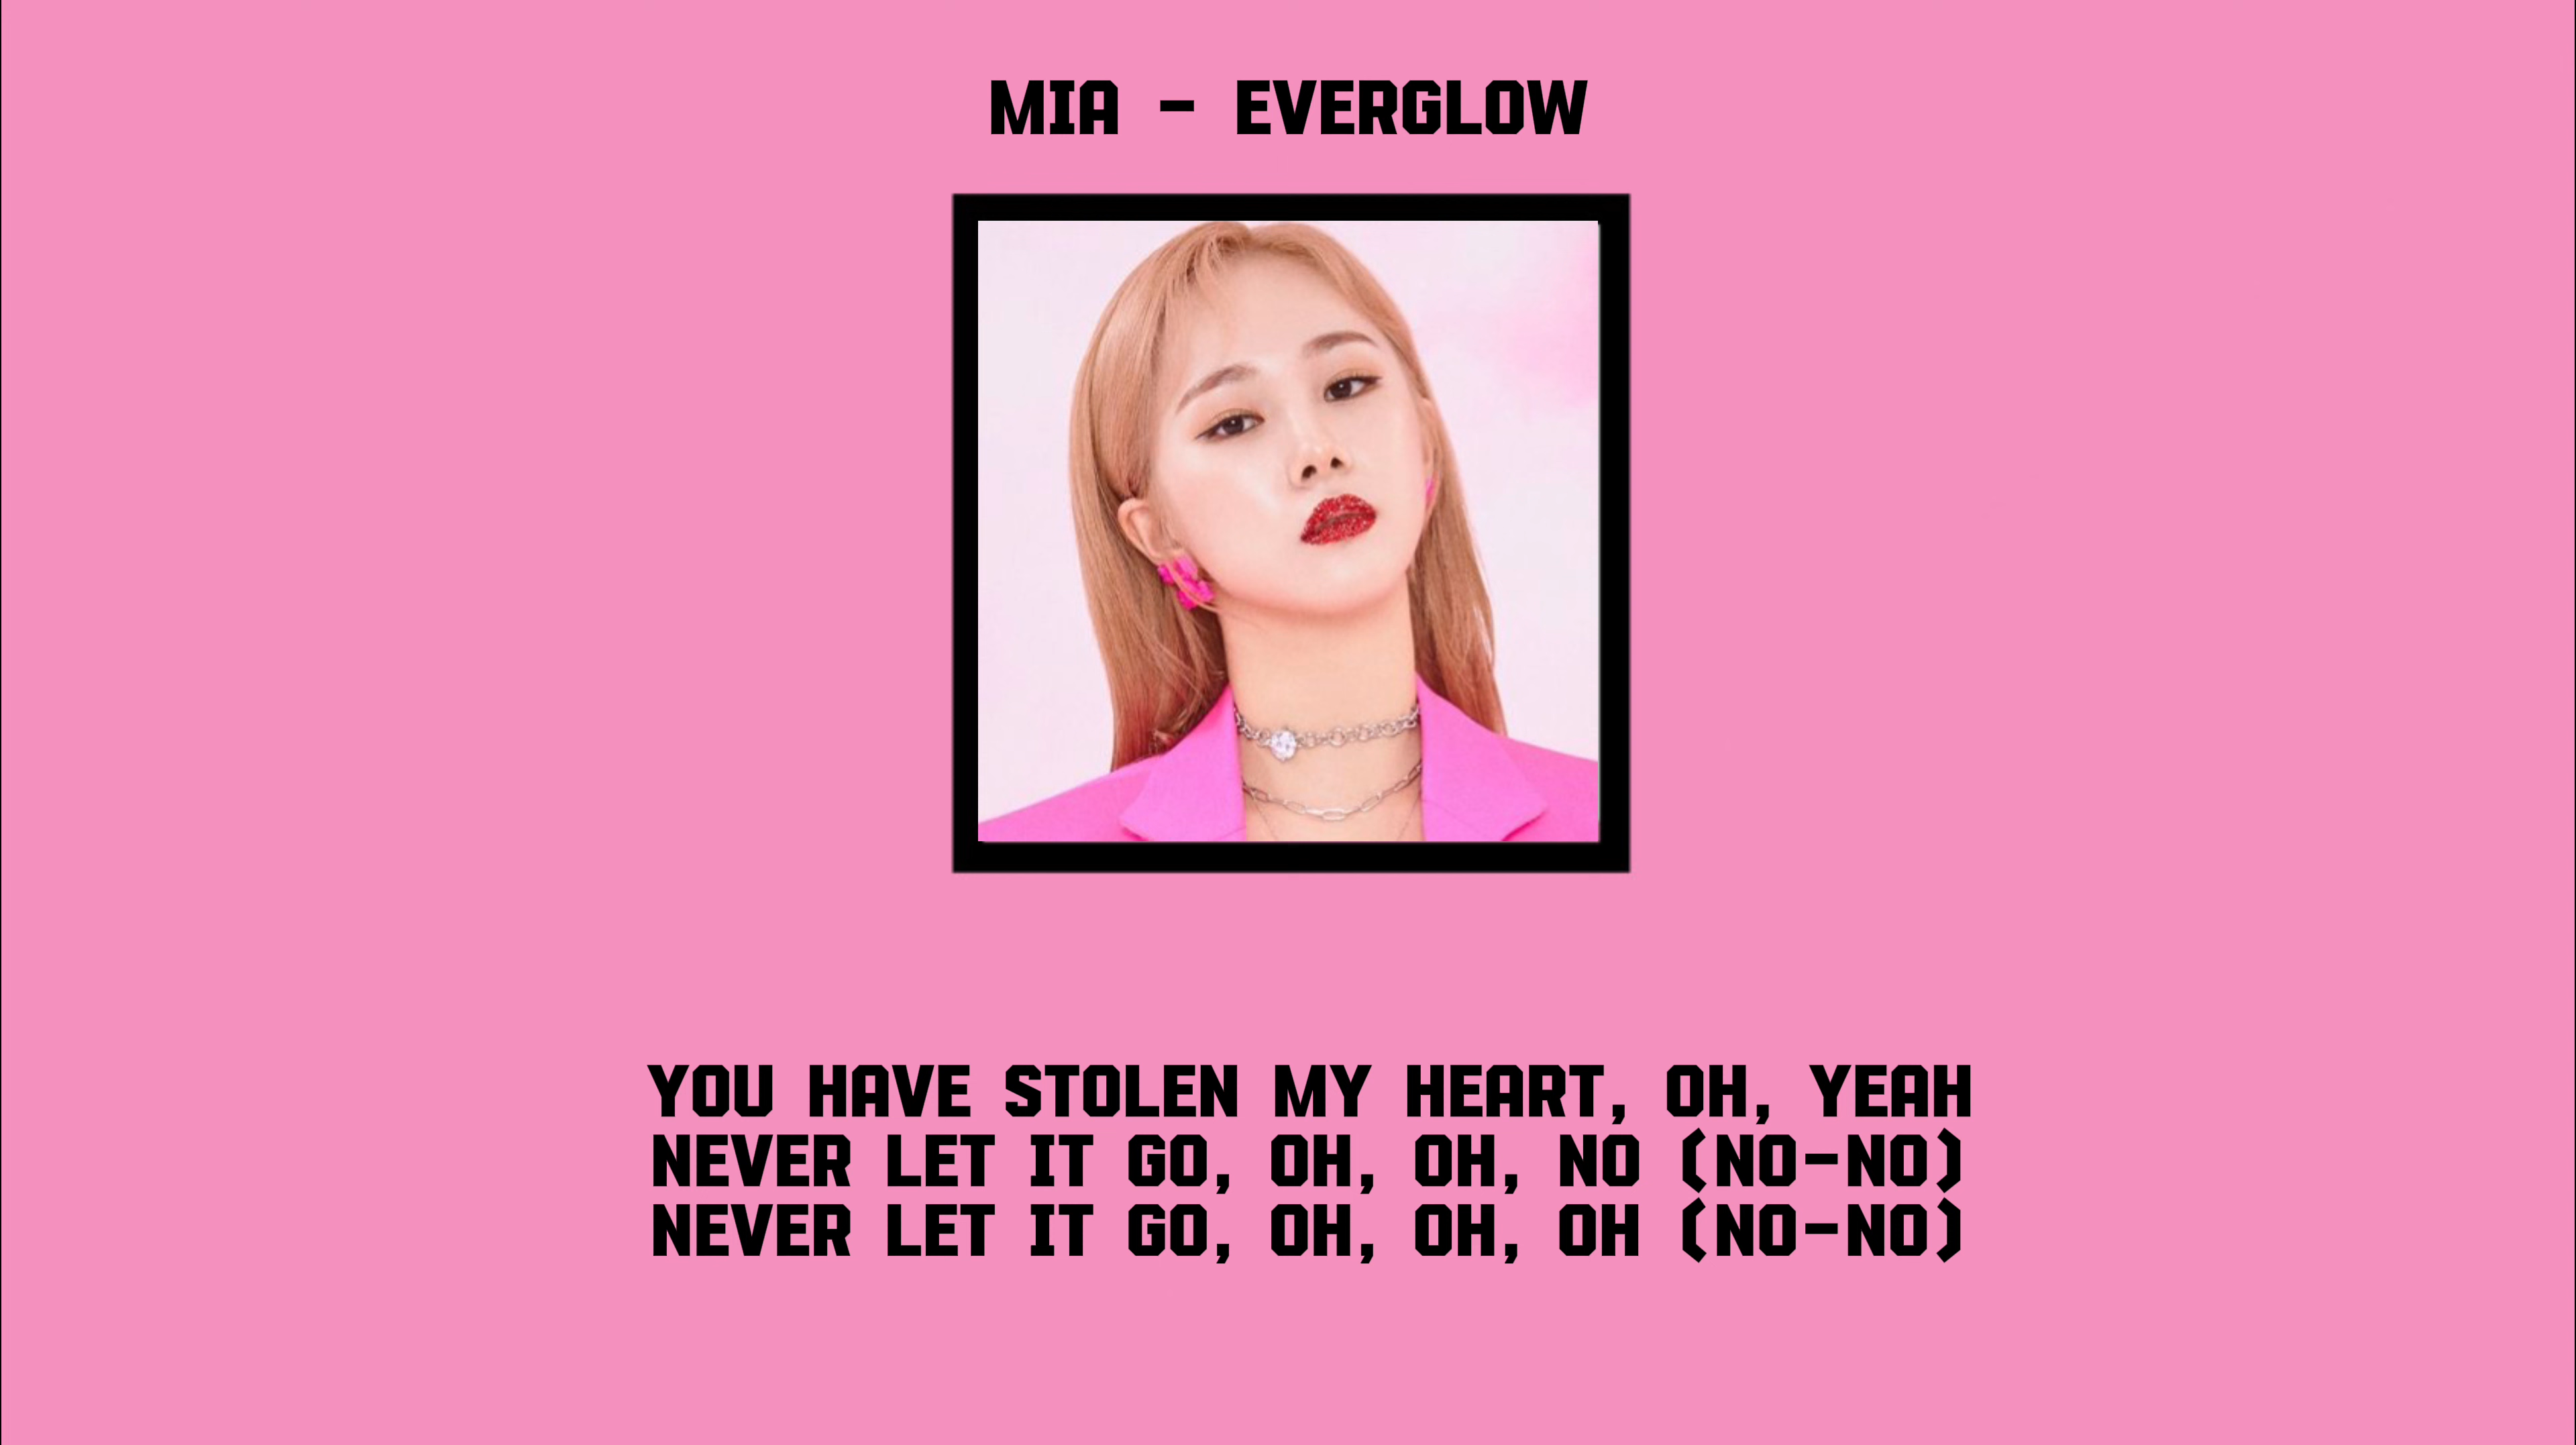 MIA - EVERGLOW
YOU HAVE STOLEN MY HEART, OH, YEAH
NEVER LET IT GO, OH, OH, NO (NO-NO)
NEVER LET IT GO, OH, OH, OH (NO-NO)